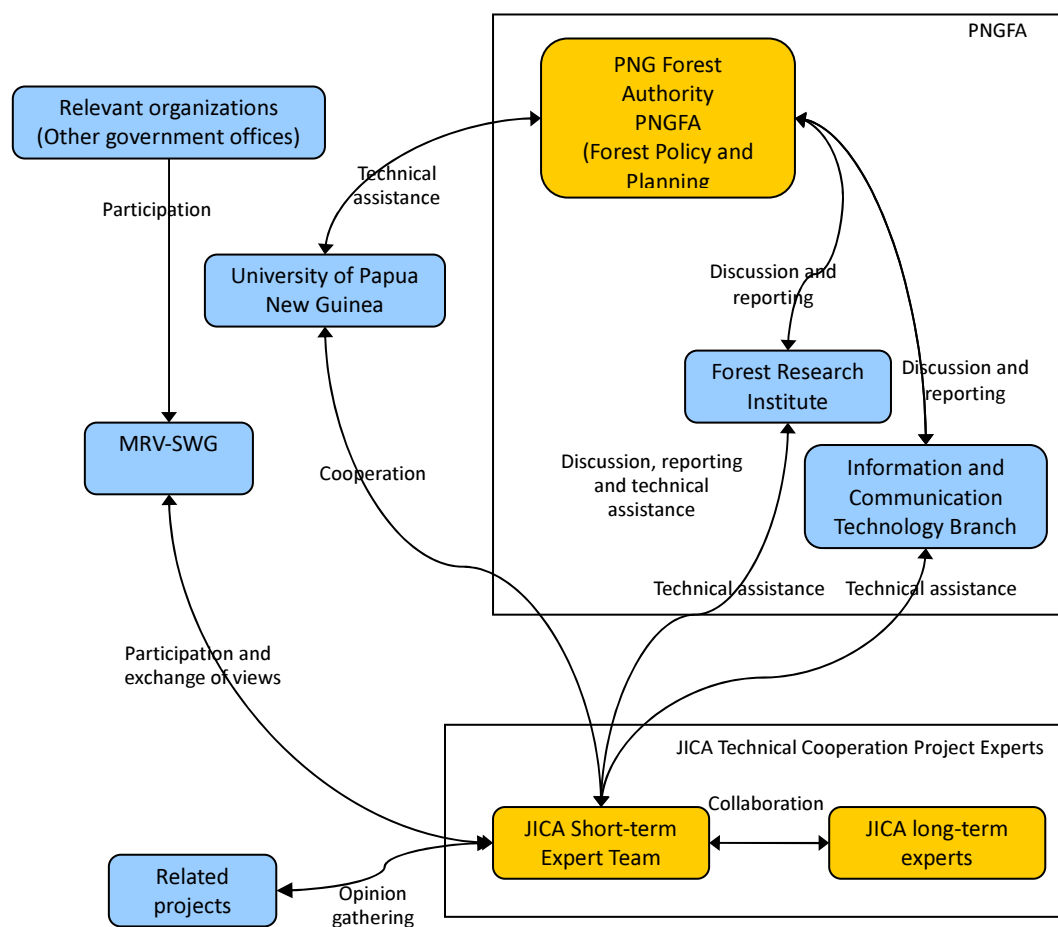 PNGFA
PNG Forest
Authority
PNGFA
(Forest Policy and
Planning
Relevant organizations
(Other government offices)
Technical
assistance
Participation
University of Papua
New Guinea
Discussion and
reporting
Forest Research
Institute
Discussion and
reporting
MRV-SWG
Cooperation
Discussion, reporting
and technical
assistance
Information and
Communication
Technology Branch
Technical assistance
Technical assistance
Participation and
exchange of views
JICA Technical Cooperation Project Experts
Collaboration
JICA Short-term
Expert Team
JICA long-term
experts
Related
projects
Opinion
gathering